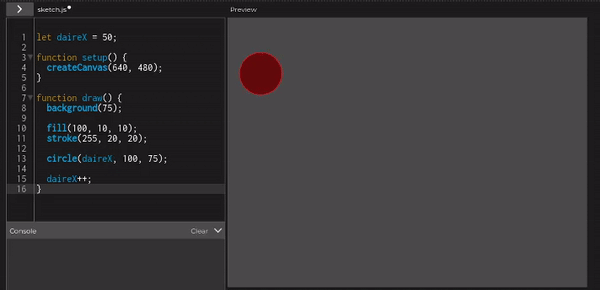 sketch.js
Preview
1 let daireX = 50;
2
3 function setup() {
4 createCanvas(640, 480);
5 }
6
7 function draw() {
8 background(75);
9
10 fill(100, 10, 10);
11 stroke(255, 20, 20);
12
13 circle(daireX, 100, 75);
14
15 daireX++;
16 }
Console
Clear